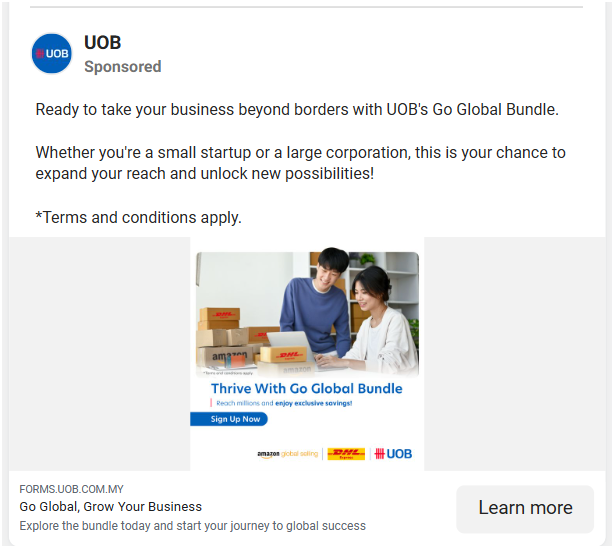 UOB
UOB
Sponsored
Ready to take your business beyond borders with UOB's Go Global Bundle.
Whether you're a small startup or a large corporation, this is your chance to
expand your reach and unlock new possibilities!
*Terms and conditions apply.
DHL
DHL
amazon
DHL
*Terms and conditions apply.
Thrive With Go Global Bundle
Reach millions and enjoy exclusive savings!
Sign Up Now
amazon global selling
DHL
Express
UOB
FORMS.UOB.COM.MY
Go Global, Grow Your Business
Explore the bundle today and start your journey to global success
Learn more